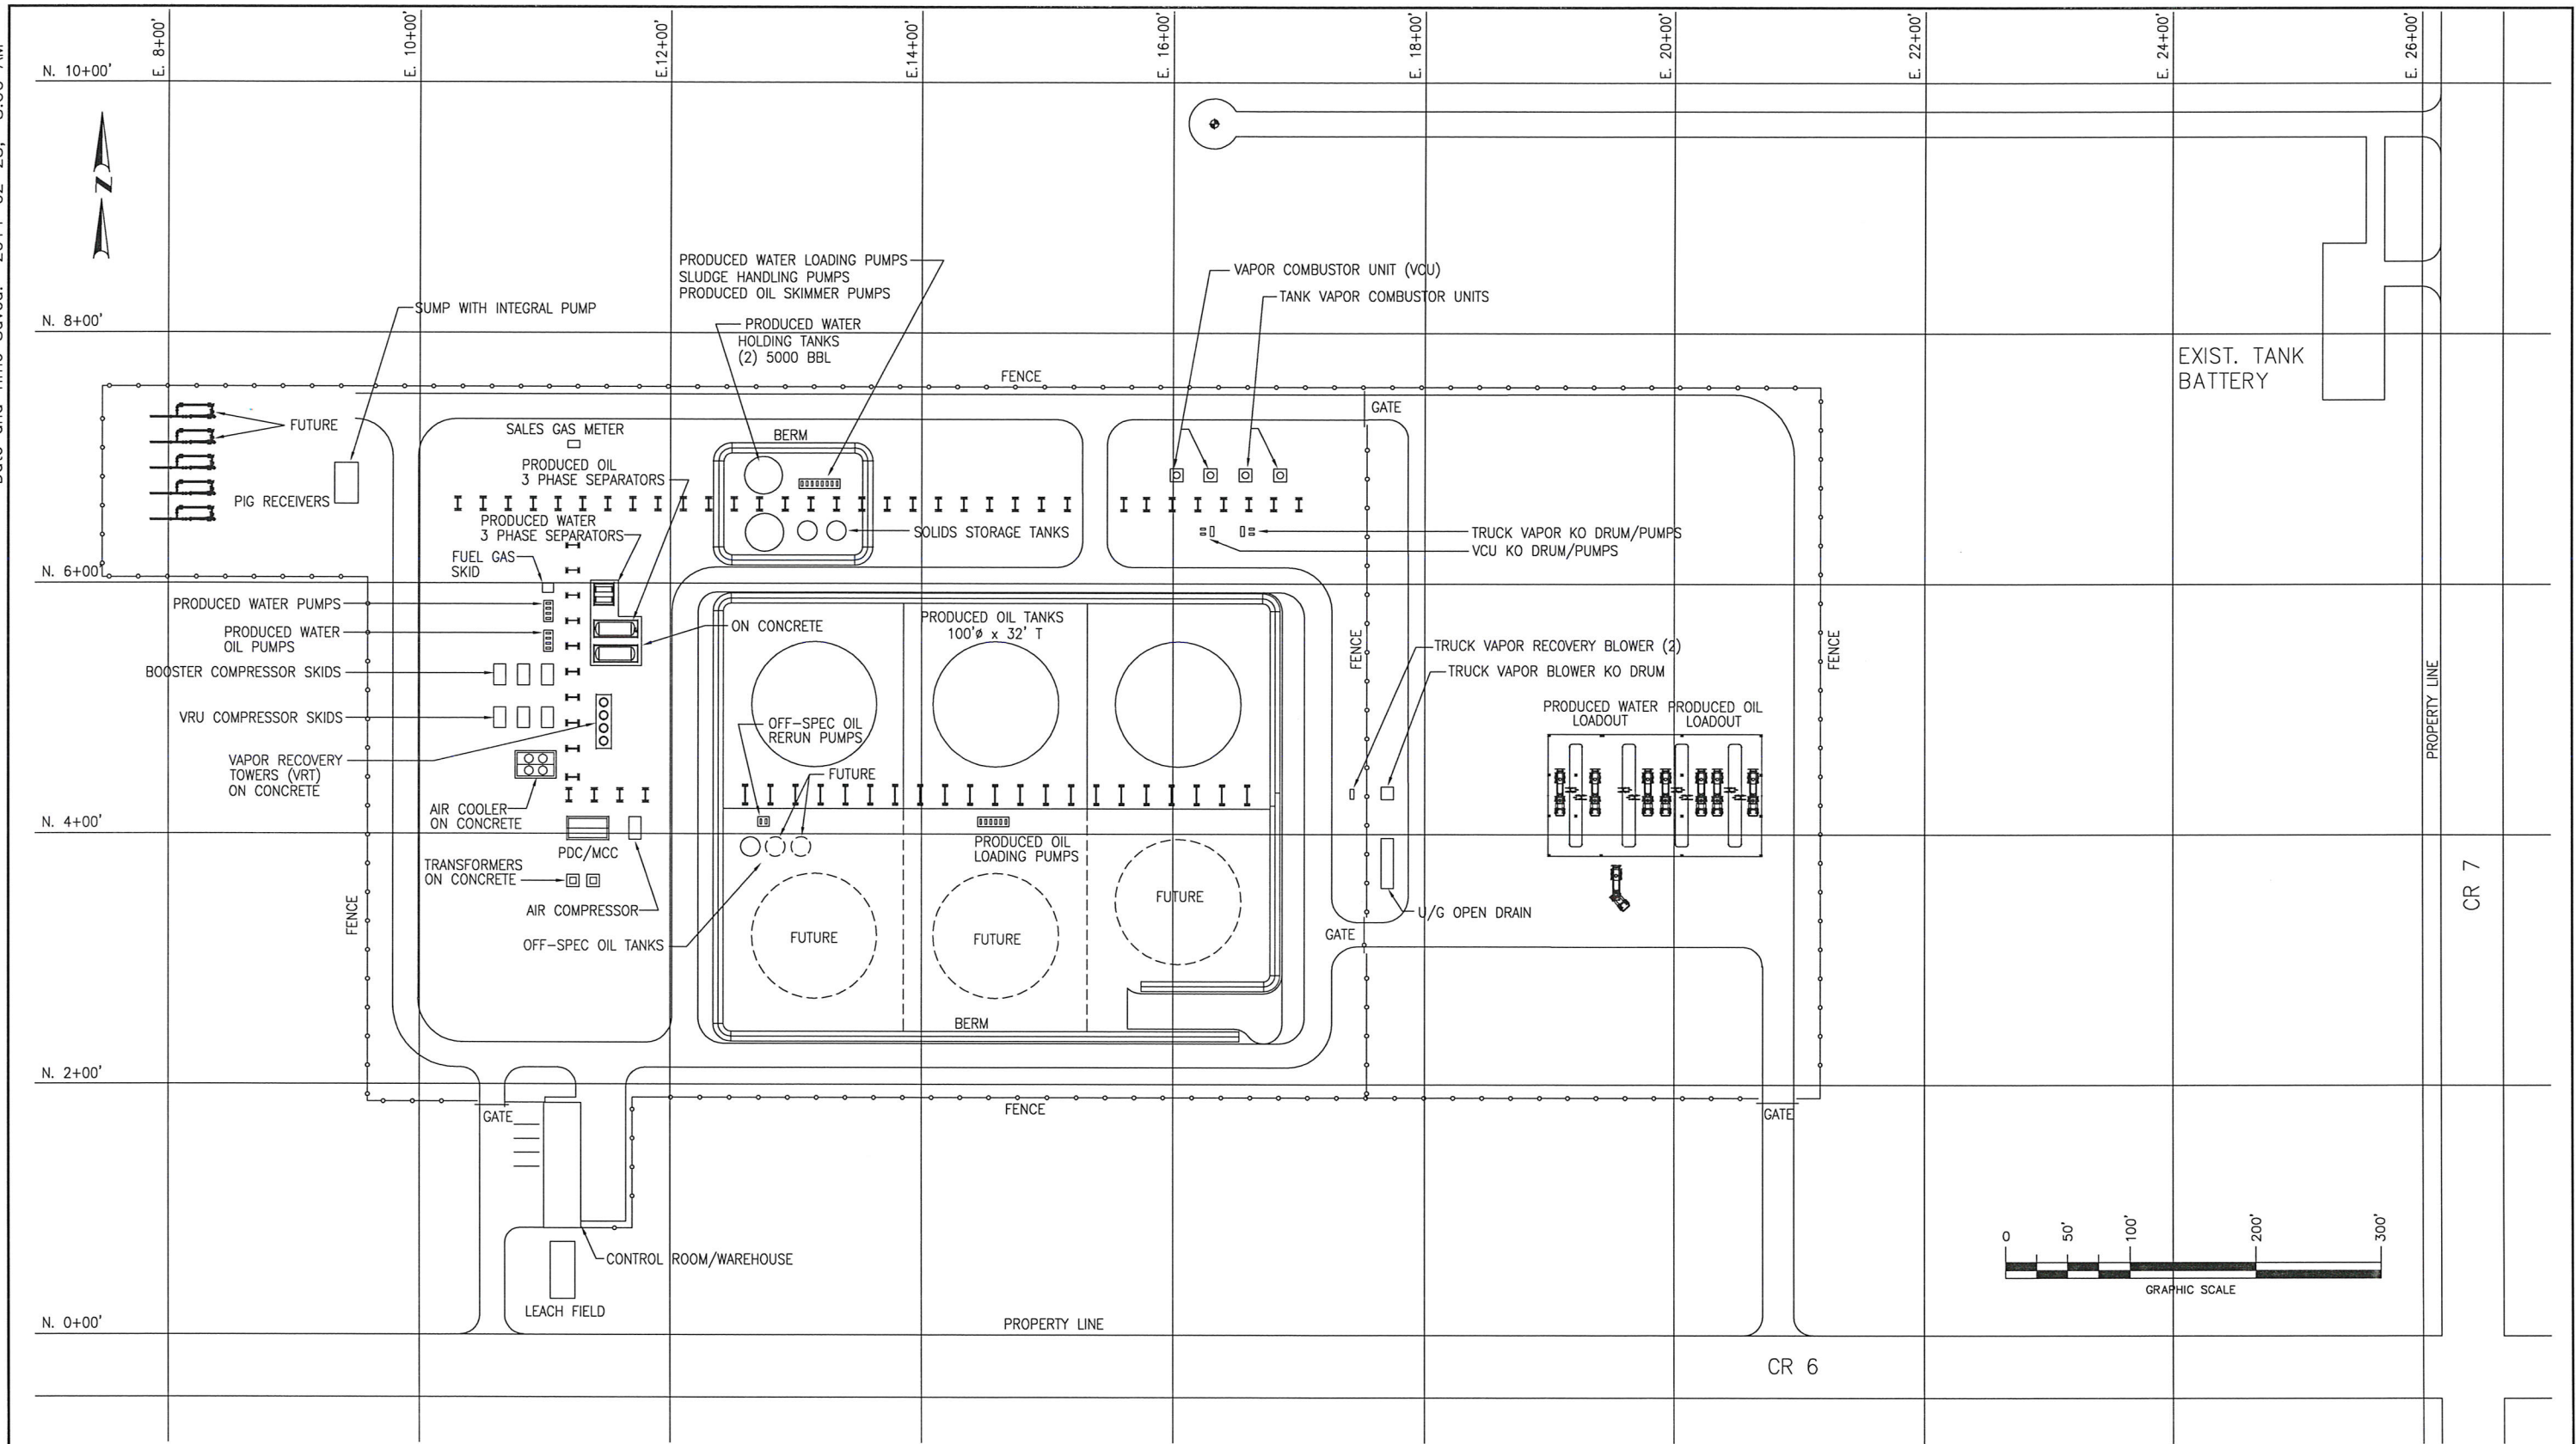 E. 8+00'
E. 10+00'
E.12+00'
E.14+00'
E. 16+00'
E. 18+00'
E. 20+00'
E. 22+00'
E. 24+00'
E. 26+00'
N. 10+00'
N
PRODUCED WATER LOADING PUMPS
SLUDGE HANDLING PUMPS
PRODUCED OIL SKIMMER PUMPS
VAPOR COMBUSTOR UNIT (VCU)
TANK VAPOR COMBUSTOR UNITS
SUMP WITH INTEGRAL PUMP
N. 8+00'
PRODUCED WATER
HOLDING TANKS
(2) 5000 BBL
EXIST. TANK
BATTERY
FENCE
GATE
FUTURE
SALES GAS METER
BERM
PRODUCED OIL
3 PHASE SEPARATORS
PIG RECEIVERS
PRODUCED WATER
3 PHASE SEPARATORS
SOLIDS STORAGE TANKS
TRUCK VAPOR KO DRUM/PUMPS
VCU KO DRUM/PUMPS
FUEL GAS
SKID
N. 6+00'
PRODUCED WATER PUMPS
PRODUCED WATER
OIL PUMPS
ON CONCRETE
PRODUCED OIL TANKS
100'ø x 32' T
FENCE
FENCE
TRUCK VAPOR RECOVERY BLOWER (2)
TRUCK VAPOR BLOWER KO DRUM
BOOSTER COMPRESSOR SKIDS
VRU COMPRESSOR SKIDS
PROPERTY LINE
PRODUCED WATER
LOADOUT
PRODUCED OIL
LOADOUT
OFF-SPEC OIL
RERUN PUMPS
VAPOR RECOVERY
TOWERS (VRT)
ON CONCRETE
FUTURE
AIR COOLER
ON CONCRETE
N. 4+00'
PDC/MCC
PRODUCED OIL
LOADING PUMPS
TRANSFORMERS
ON CONCRETE
CR 7
FENCE
AIR COMPRESSOR
FUTURE
U/G OPEN DRAIN
OFF-SPEC OIL TANKS
FUTURE
FUTURE
GATE
BERM
N. 2+00'
GATE
FENCE
GATE
CONTROL ROOM/WAREHOUSE
LEACH FIELD
0
50'
100'
200'
300'
GRAPHIC SCALE
N. 0+00'
PROPERTY LINE
CR 6